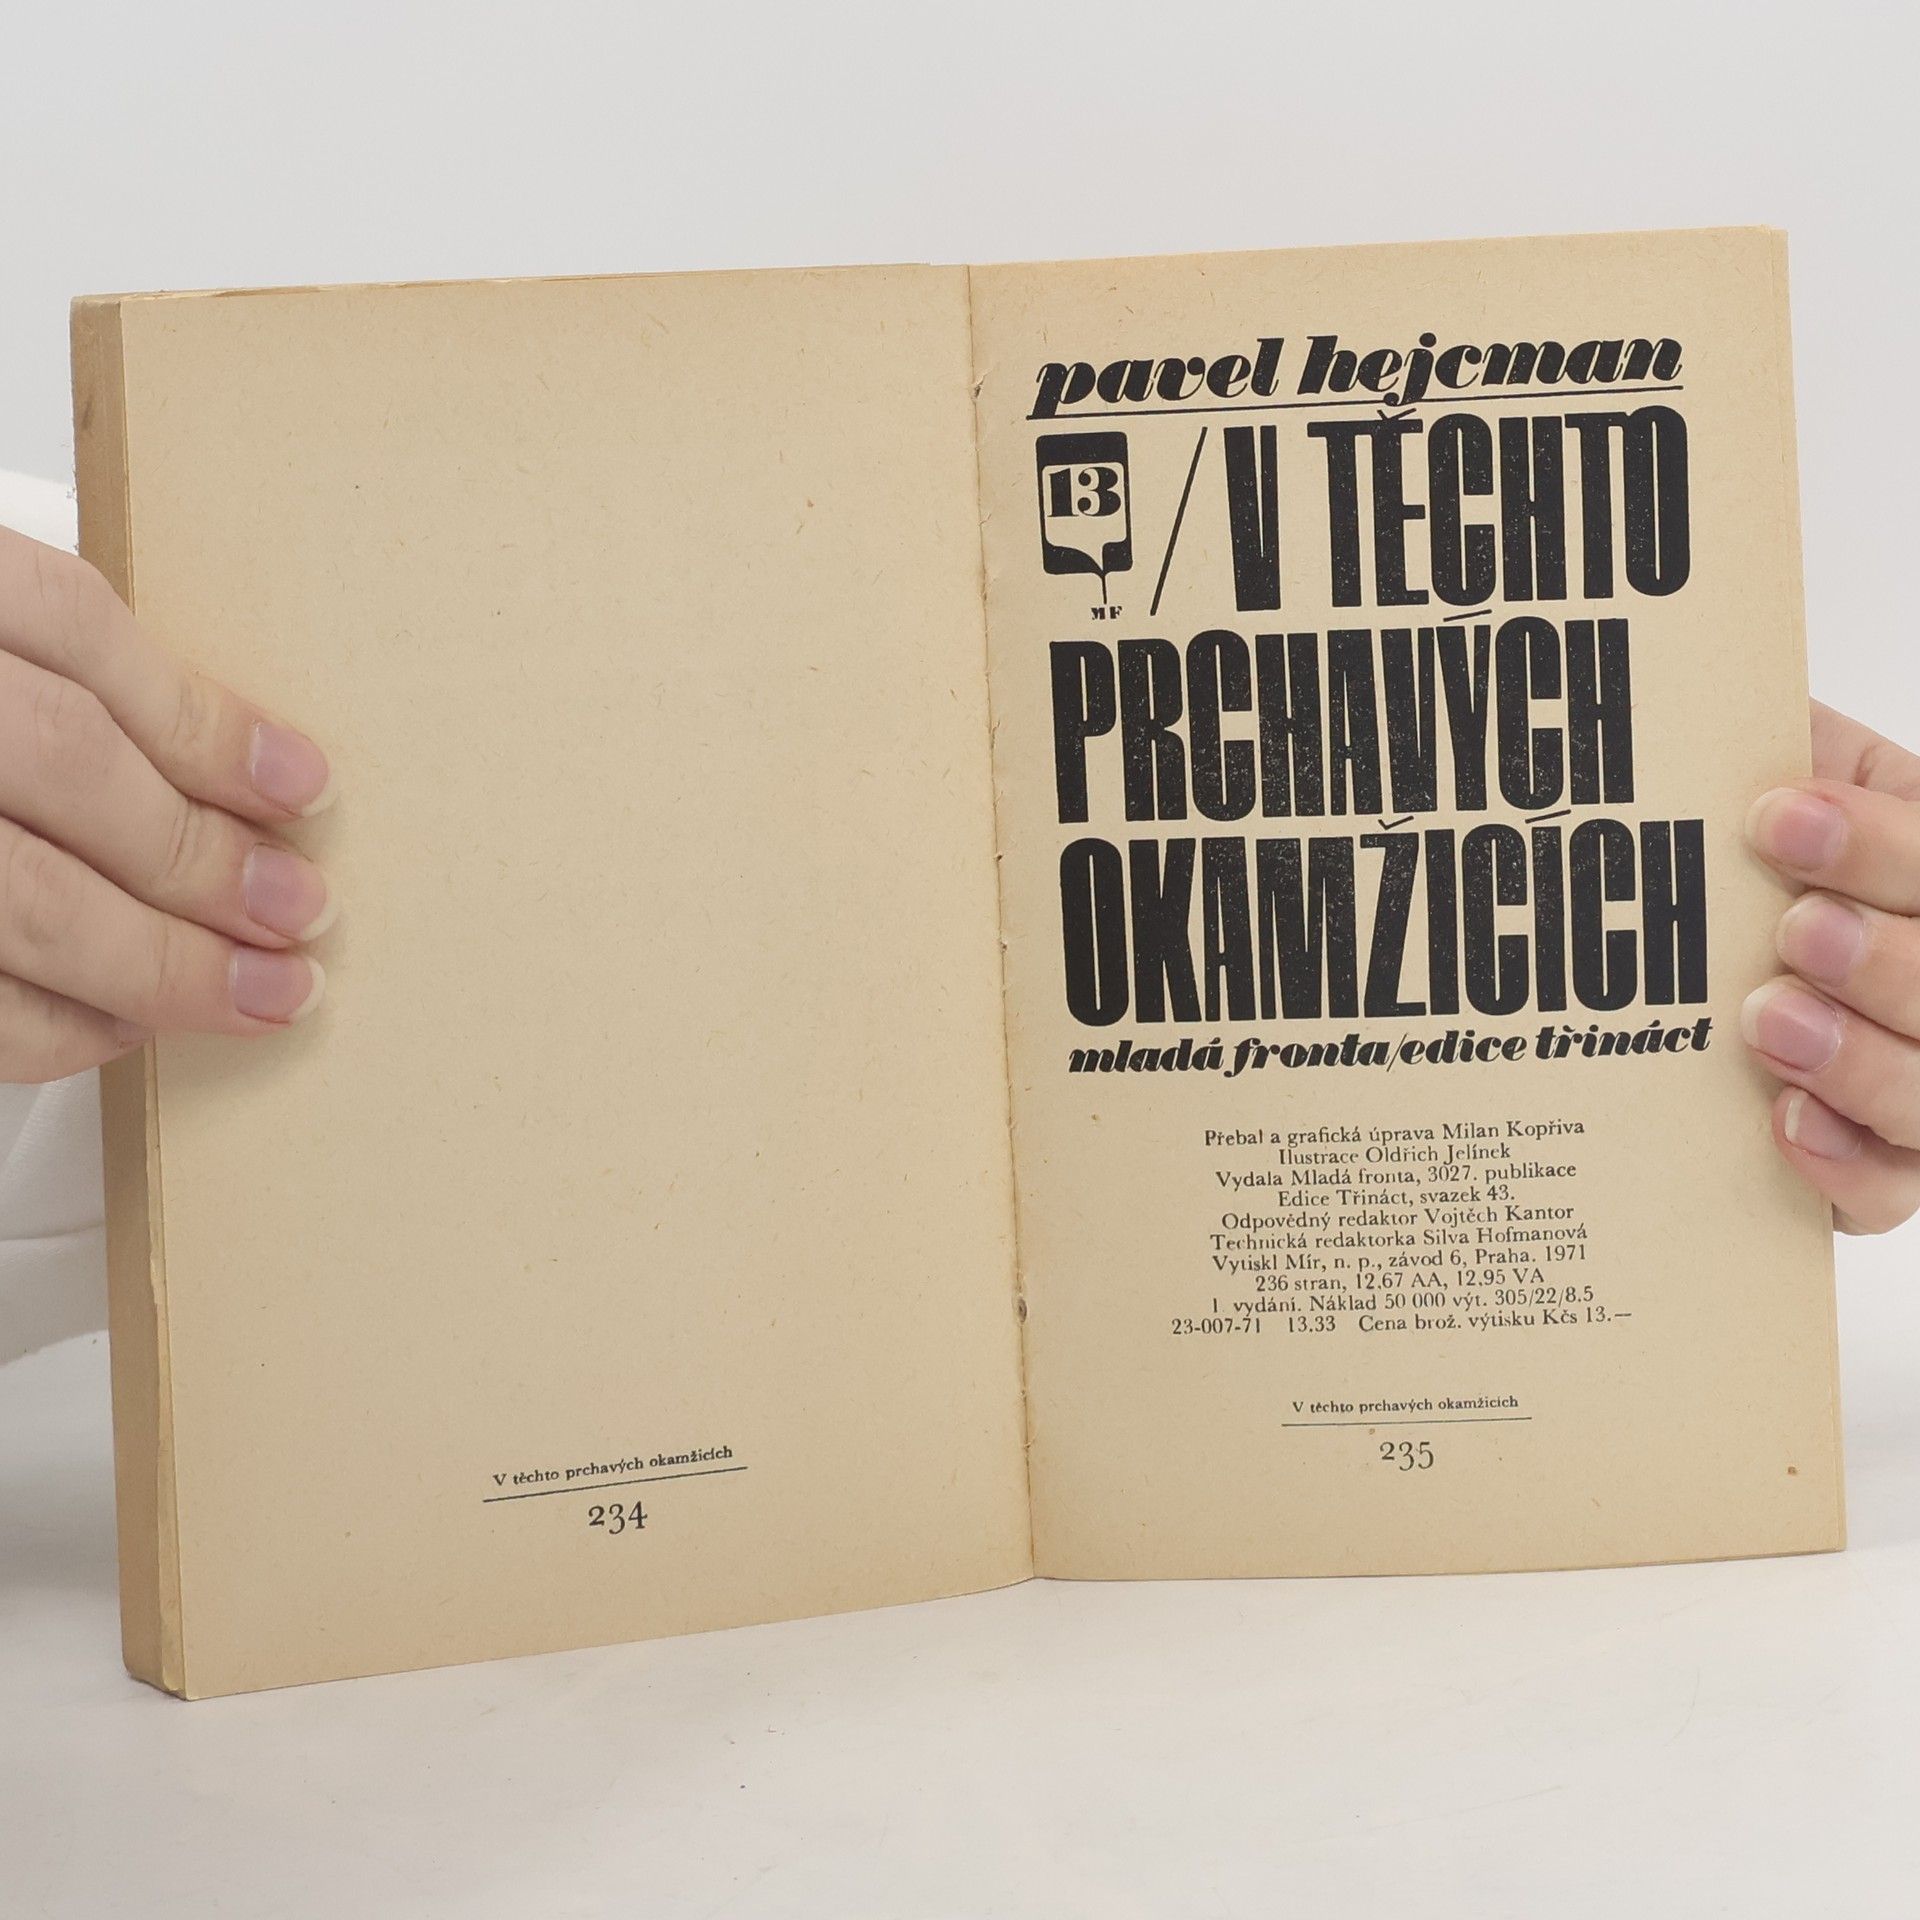 V těchto prchavých okamžicích
234
pavel hejcman
13
MF
/ V TĚCHTO
PRCHAVÝCH
OKAMŽICÍCH
mladá fronta/edice třináct
Přebal a grafická úprava Milan Kopřiva
Ilustrace Oldřich Jelínek
Vydala Mladá fronta, 3027. publikace
Edice Třináct, svazek 43.
Odpovědný redaktor Vojtěch Kantor
Technická redaktorka Silva Hofmanová
Vytiskl Mír, n. p., závod 6, Praha. 1971
236 stran, 12.67 AA, 12.95 VA
1. vydání. Náklad 50 000 výt. 305/22/8.5
23-007-71 13.33 Cena brož. výtisku Kčs 13.—
V těchto prchavých okamžicích
235